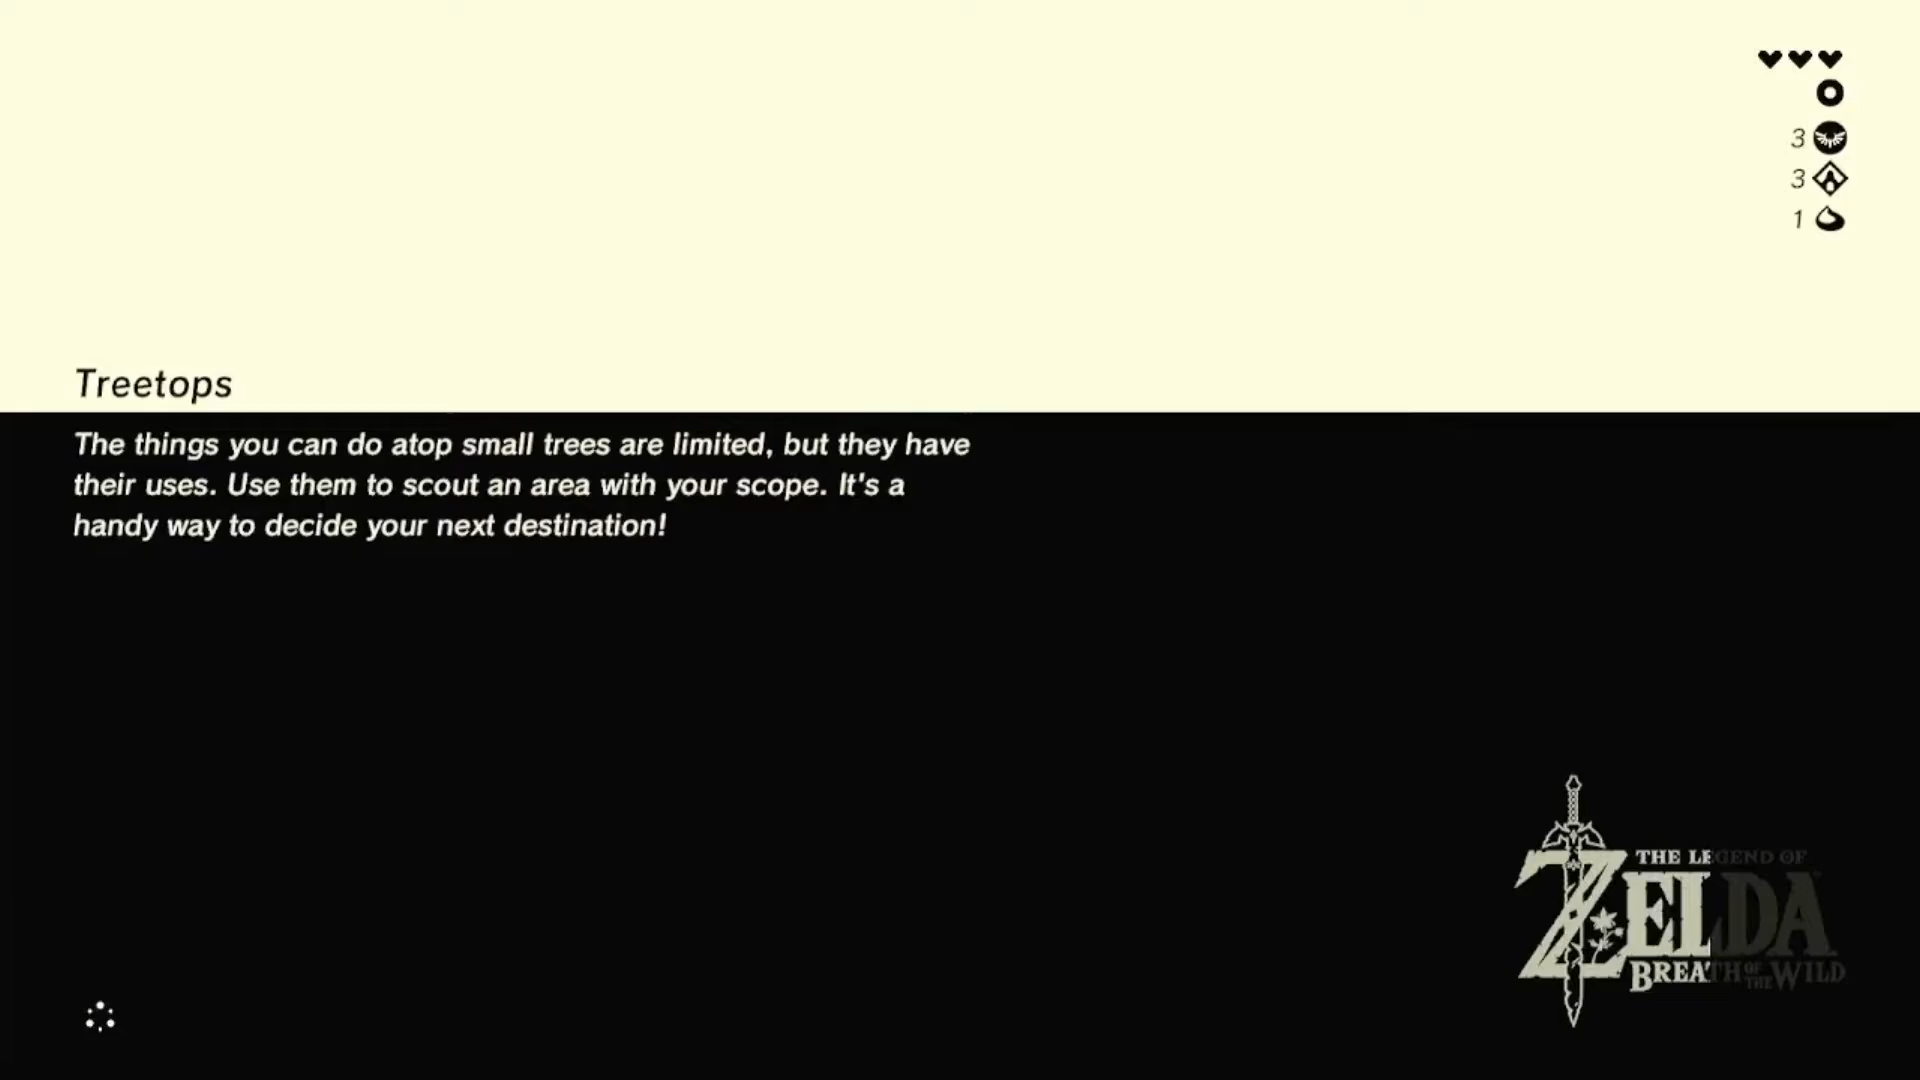 3
3
1
Treetops
The things you can do atop small trees are limited, but they have
their uses. Use them to scout an area with your scope. It's a
handy way to decide your next destination!
THE LEGEND OF
ZELDA
BREATH OF THE WILD